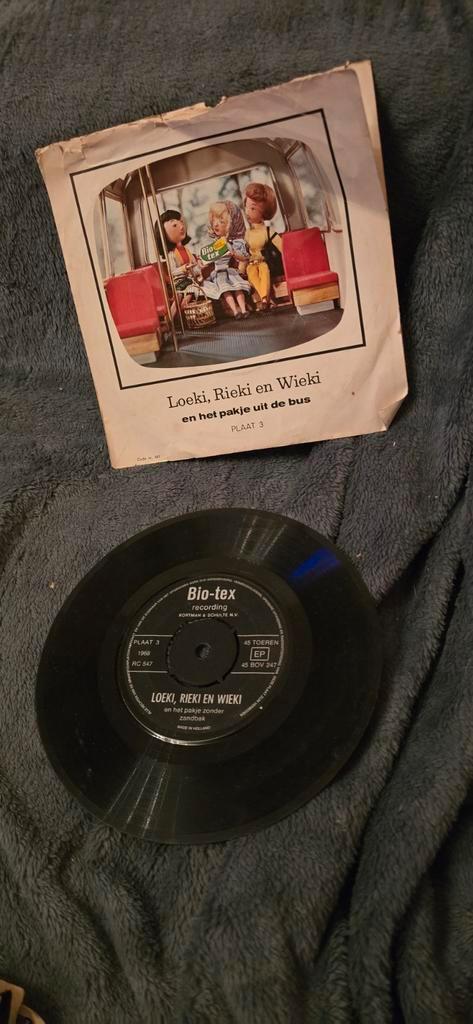 Bio-
tex
Loeki, Rieki en Wieki
en het pakje uit de bus
PLAAT 3
Bio-tex
recording
KORTMAN & SCHULTE N.V.
PLAAT 3
1968
RC 547
45 TOEREN
EP
45 BOV 247
LOEKI, RIEKI EN WIEKI
en het pakje zonder
zandbak
MADE IN HOLLAND